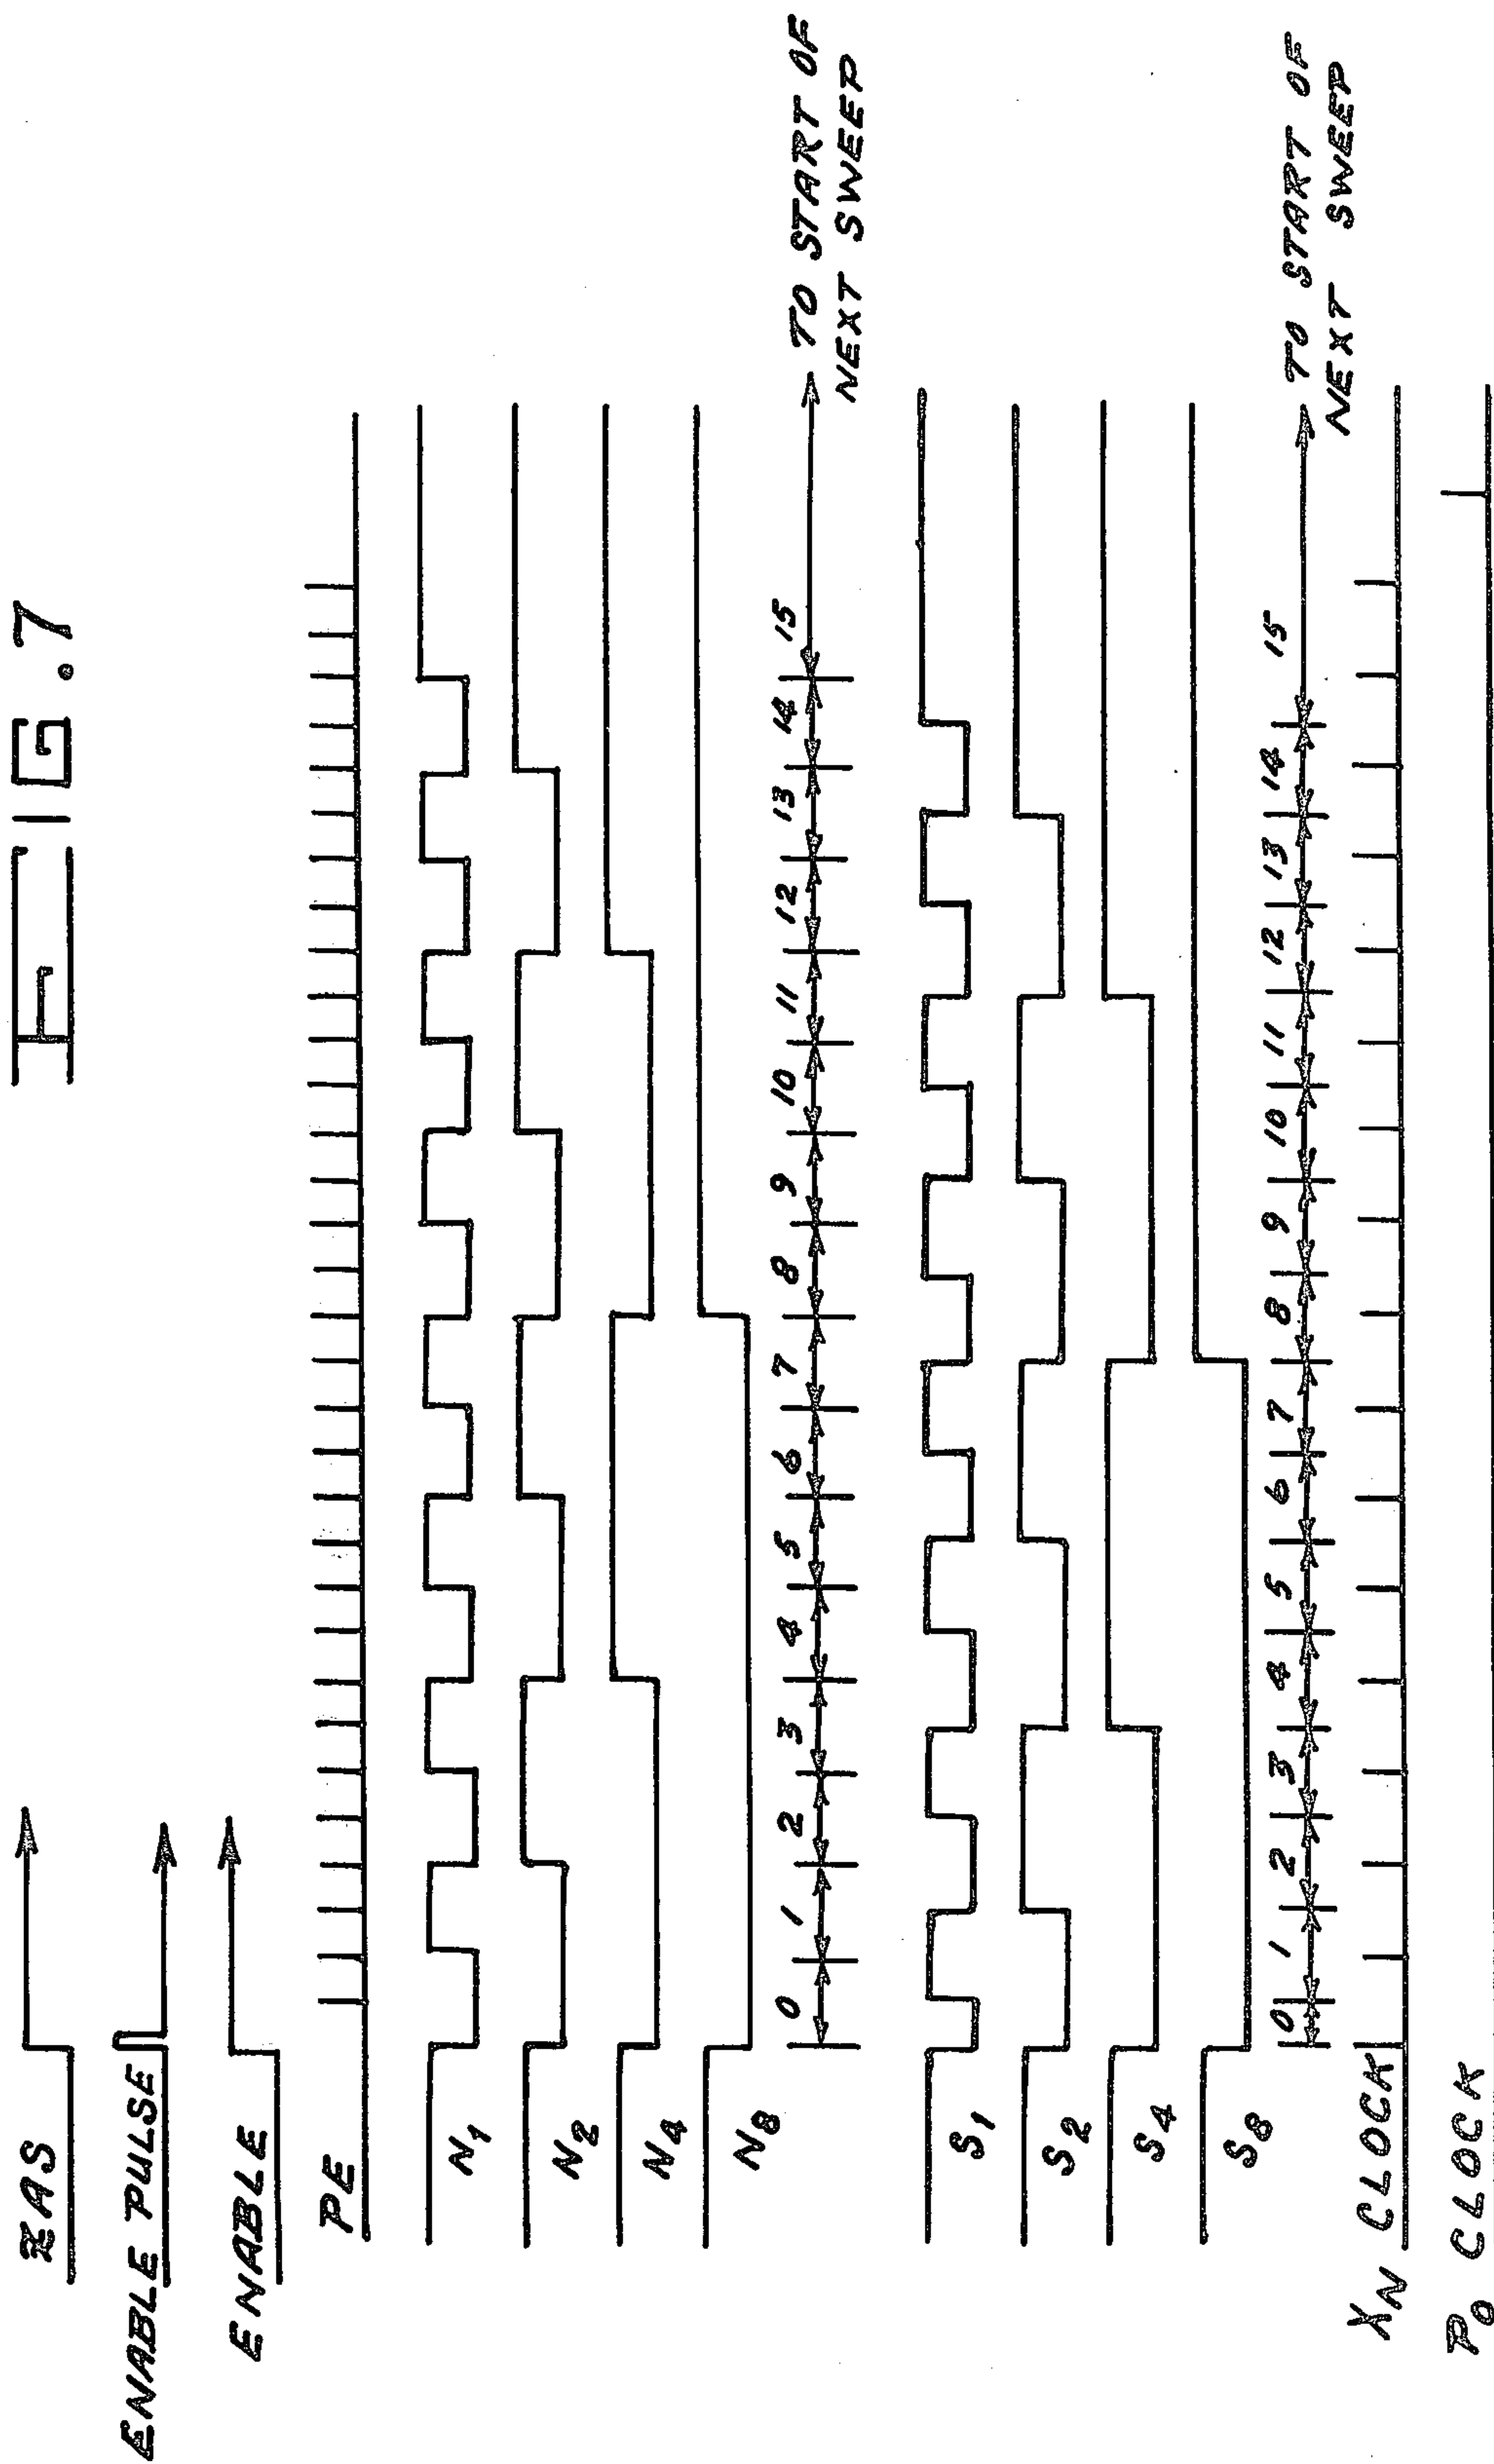 FIG. 7
ZAS
ENABLE PULSE
ENABLE
PE
N1
N2
N4
N8
0 1 2 3 4 5 6 7 8 9 10 11 12 13 14 15
TO START OF
NEXT SWEEP
S1
S2
S4
S8
0 1 2 3 4 5 6 7 8 9 10 11 12 13 14 15
TO START OF
NEXT SWEEP
XN CLOCK
P0 CLOCK